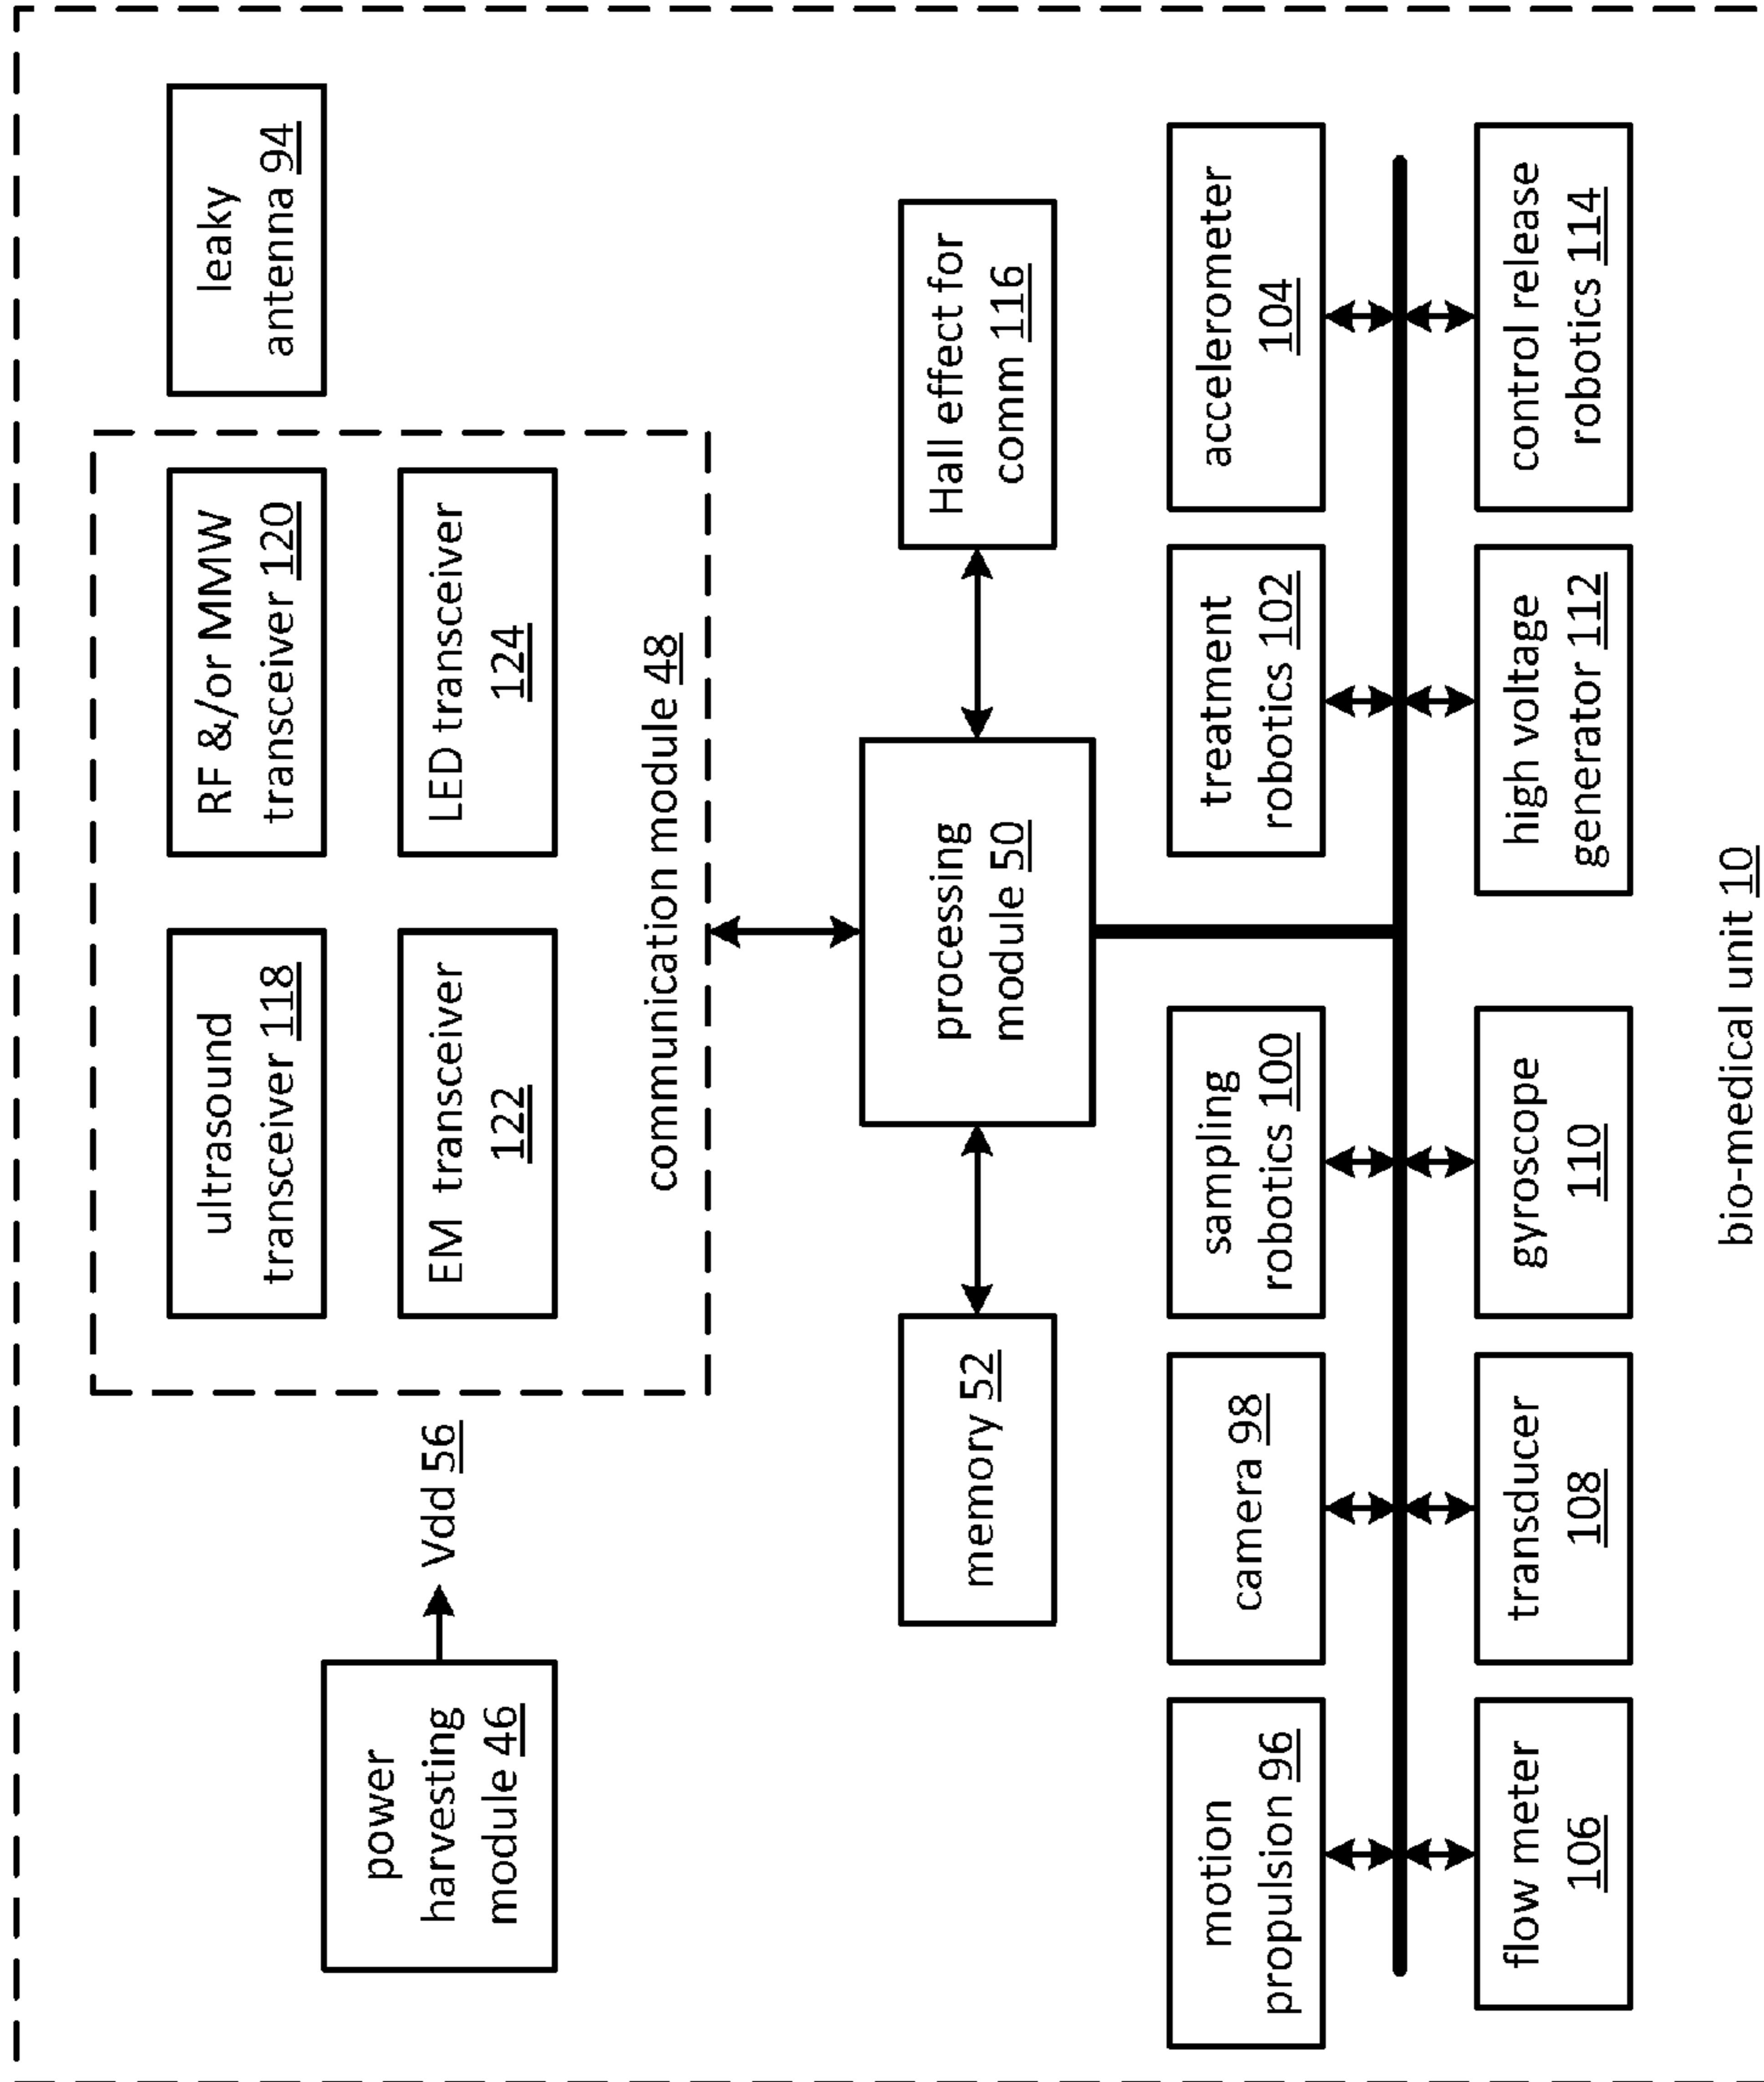 power
harvesting
module 46
Vdd 56
ultrasound
transceiver 118
RF &/or MMW
transceiver 120
EM transceiver
122
LED transceiver
124
communication module 48
leaky
antenna 94
memory 52
processing
module 50
Hall effect for
comm 116
motion
propulsion 96
camera 98
sampling
robotics 100
treatment
robotics 102
accelerometer
104
flow meter
106
transducer
108
gyroscope
110
high voltage
generator 112
control release
robotics 114
bio-medical unit 10